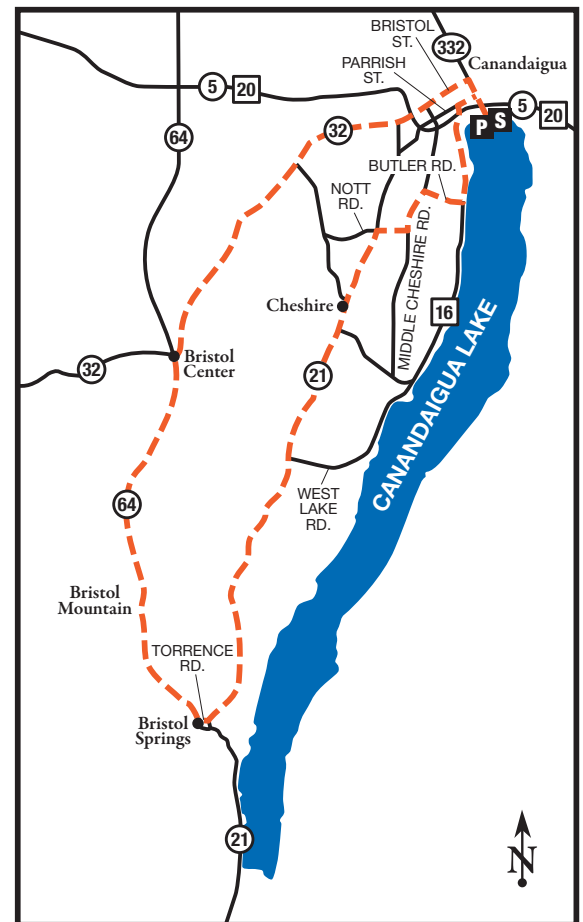 BRISTOL
ST.
332
Canandaigua
PARRISH
ST.
5
20
5
20
P
S
64
32
BUTLER RD.
NOTT
RD.
MIDDLE CHESHIRE RD.
16
Cheshire
Bristol
Center
32
21
CANANDAIGUA LAKE
WEST
LAKE
RD.
64
Bristol
Mountain
TORRENCE
RD.
Bristol
Springs
21
N